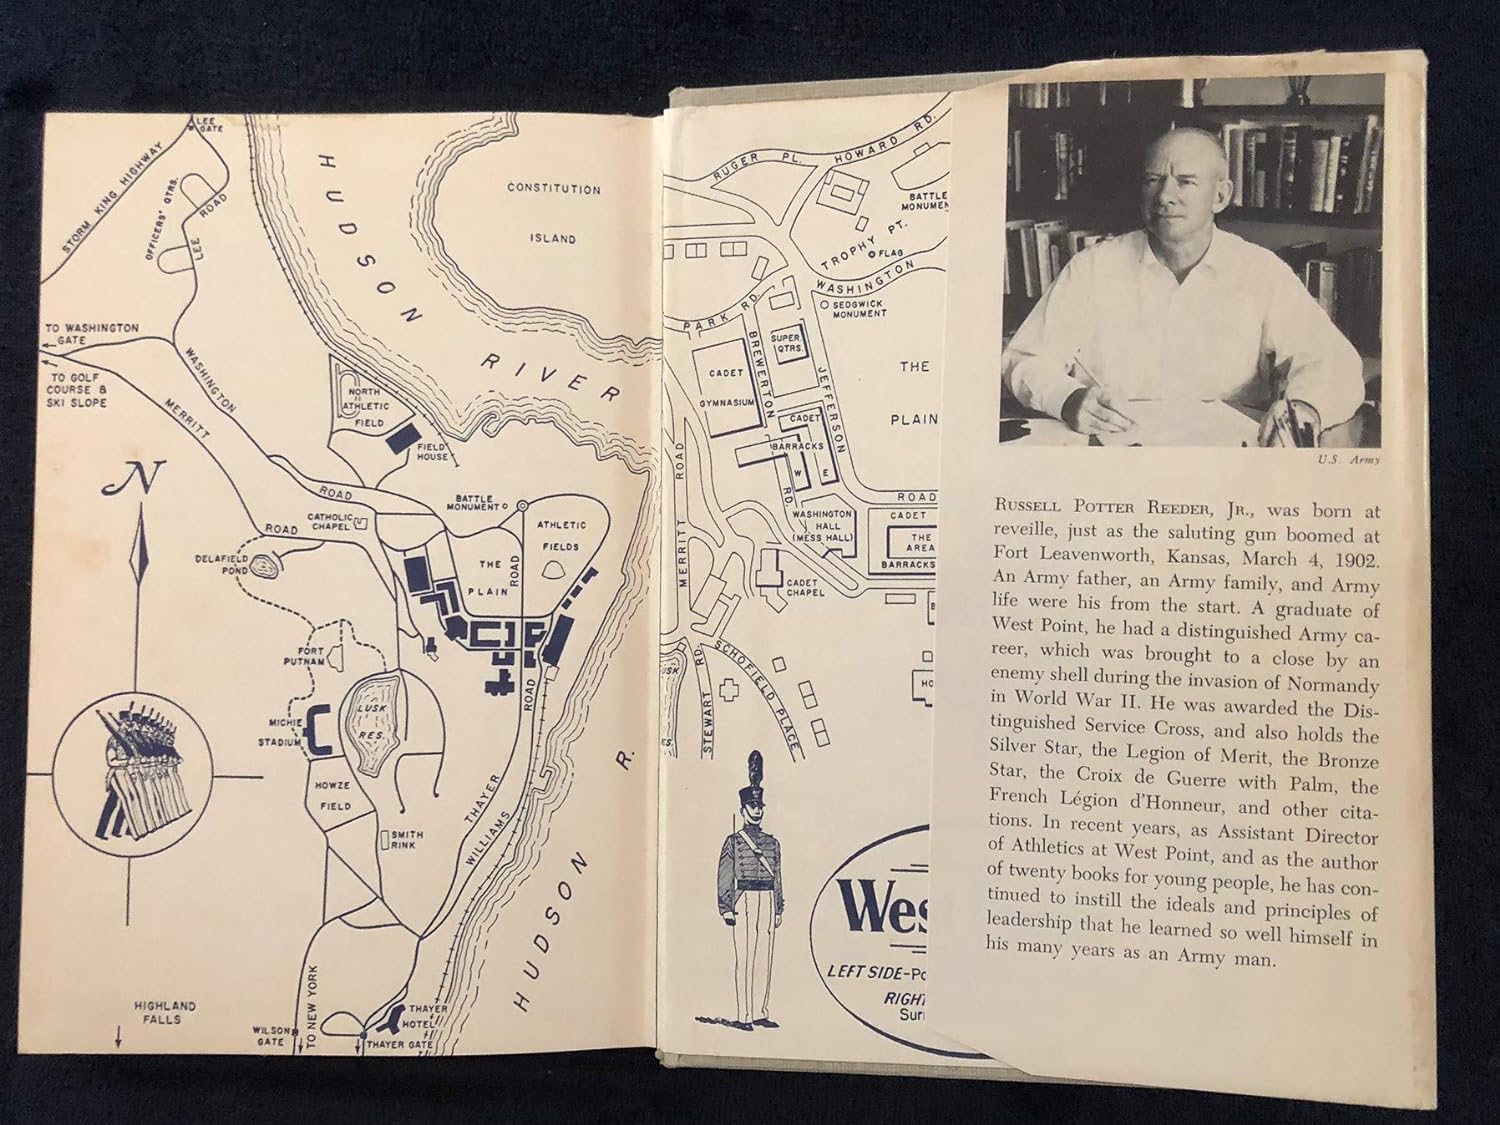 LEE
GATE
STORM KING HIGHWAY
OFFICERS' QTRS.
ROAD
LEE
HUDSON
RIVER
CONSTITUTION
ISLAND
TO WASHINGTON
GATE
TO GOLF
COURSE &
SKI SLOPE
WASHINGTON
MERRITT
NORTH
ATHLETIC
FIELD
FIELD
HOUSE
N
ROAD
ROAD
BATTLE
MONUMENT
CATHOLIC
CHAPEL
ATHLETIC
FIELDS
DELAFIELD
POND
THE
PLAIN
ROAD
FORT
PUTNAM
LUSK
RES.
MICHIE
STADIUM
ROAD
HOWZE
FIELD
SMITH
RINK
THAYER
WILLIAMS
HUDSON
R.
HIGHLAND
FALLS
WILSON
GATE
TO NEW YORK
THAYER
HOTEL
THAYER GATE
RUGER PL.
HOWARD RD.
BATTLE
MONUMEN
TROPHY PT.
FLAG
WASHINGTON
SEDGWICK
MONUMENT
PARK RD.
BREWERTON
SUPER.
QTRS.
THE
PLAIN
CADET
GYMNASIUM
JEFFERSON
CADET
BARRACKS
W
E
RD.
ROAD
ROAD
MERRITT
WASHINGTON
HALL
(MESS HALL)
CADET
THE
AREA
BARRACKS
CADET
CHAPEL
SCHOFIELD PLACE
STEWART
RD.
HO
Wes
LEFT SIDE-Po
RIGH
Sur
U.S. Army
RUSSELL POTTER REEDER, JR., was born at
reveille, just as the saluting gun boomed at
Fort Leavenworth, Kansas, March 4, 1902.
An Army father, an Army family, and Army
life were his from the start. A graduate of
West Point, he had a distinguished Army ca-
reer, which was brought to a close by an
enemy shell during the invasion of Normandy
in World War II. He was awarded the Dis-
tinguished Service Cross, and also holds the
Silver Star, the Legion of Merit, the Bronze
Star, the Croix de Guerre with Palm, the
French Légion d'Honneur, and other cita-
tions. In recent years, as Assistant Director
of Athletics at West Point, and as the author
of twenty books for young people, he has con-
tinued to instill the ideals and principles of
leadership that he learned so well himself in
his many years as an Army man.